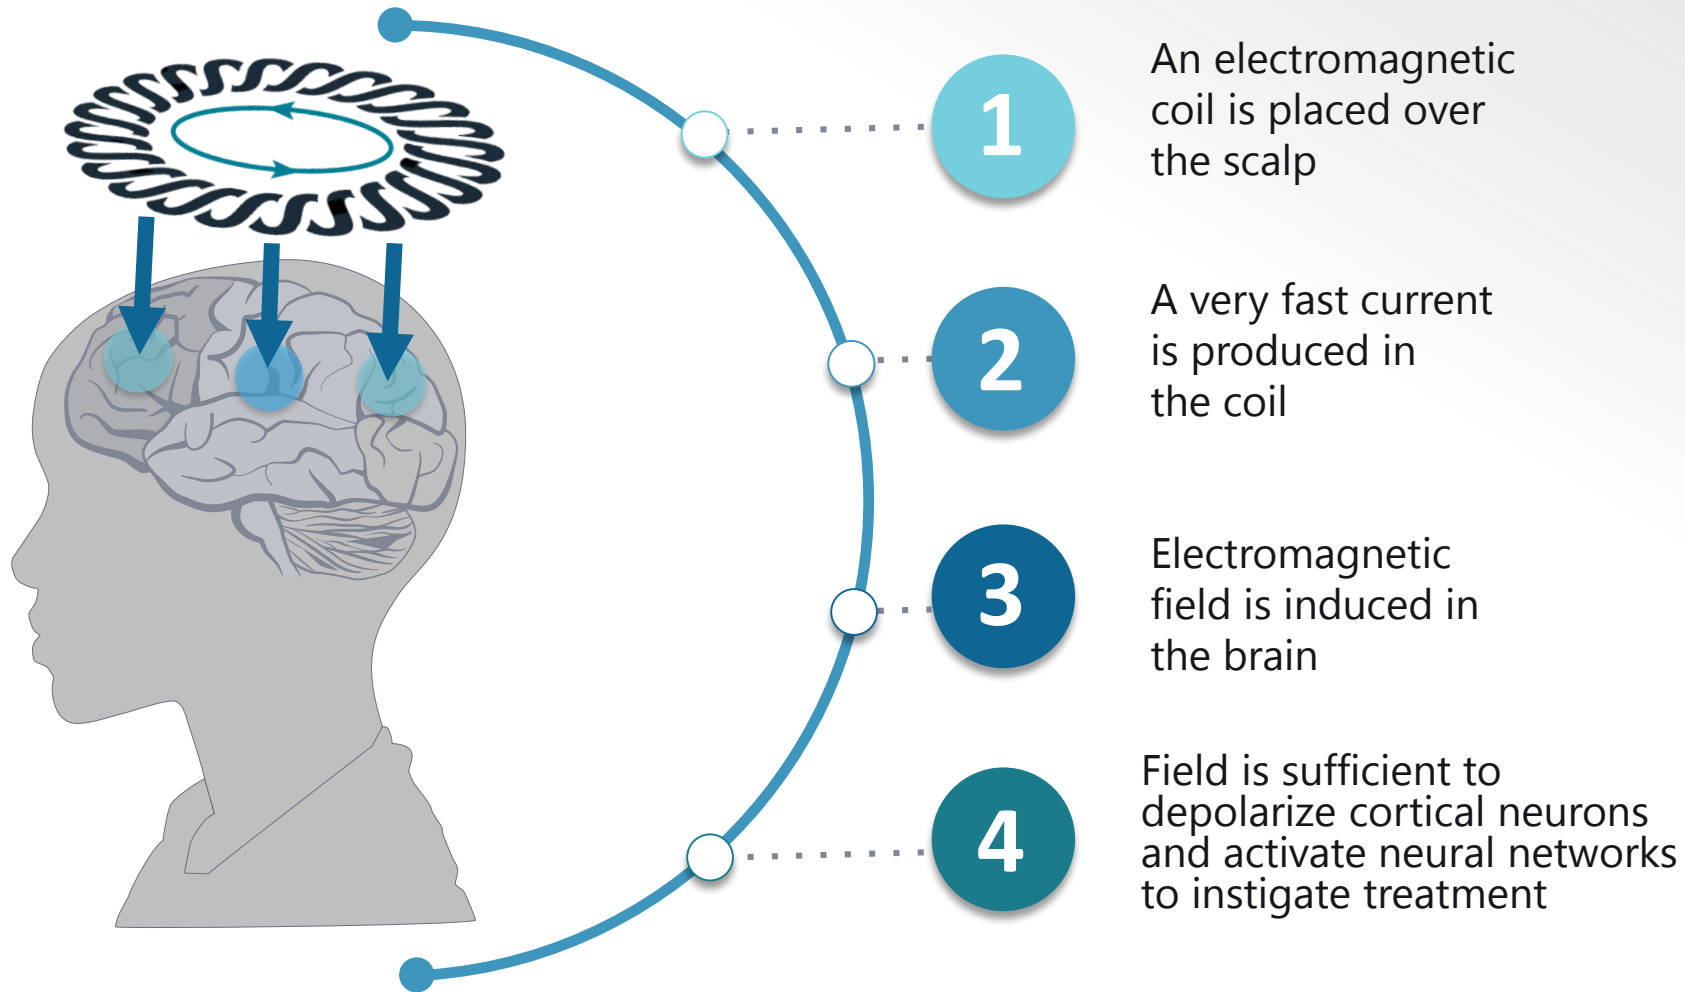 1
An electromagnetic
coil is placed over
the scalp
2
A very fast current
is produced in
the coil
3
Electromagnetic
field is induced in
the brain
4
Field is sufficient to
depolarize cortical neurons
and activate neural networks
to instigate treatment